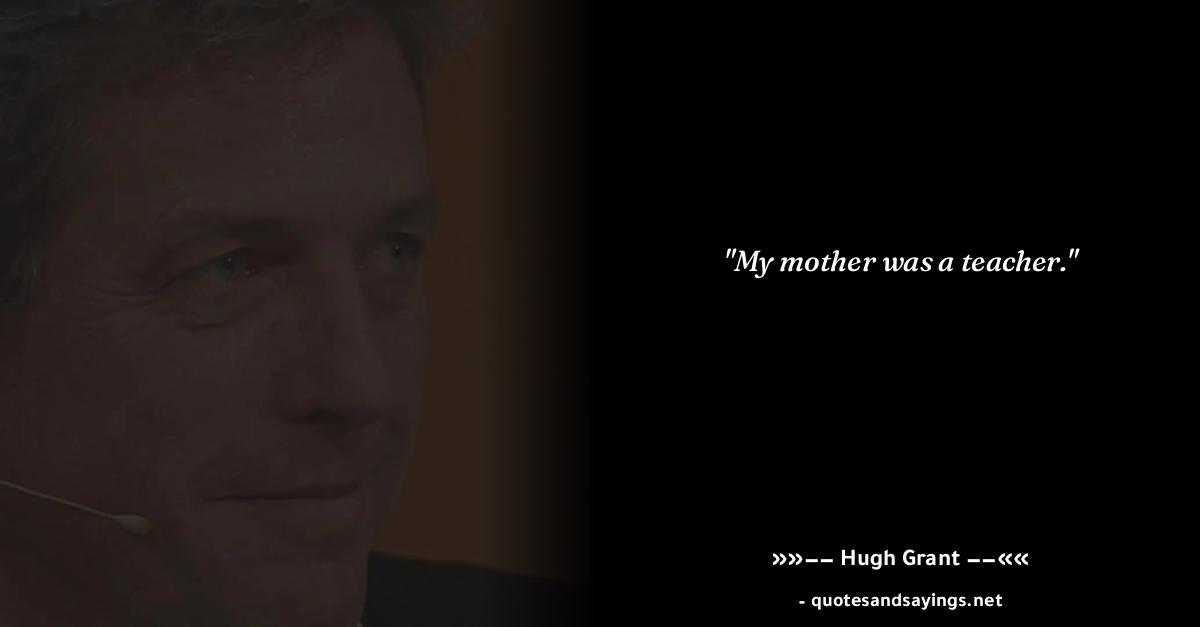 "My mother was a teacher."
»»−− Hugh Grant −−««
- quotesandsayings.net